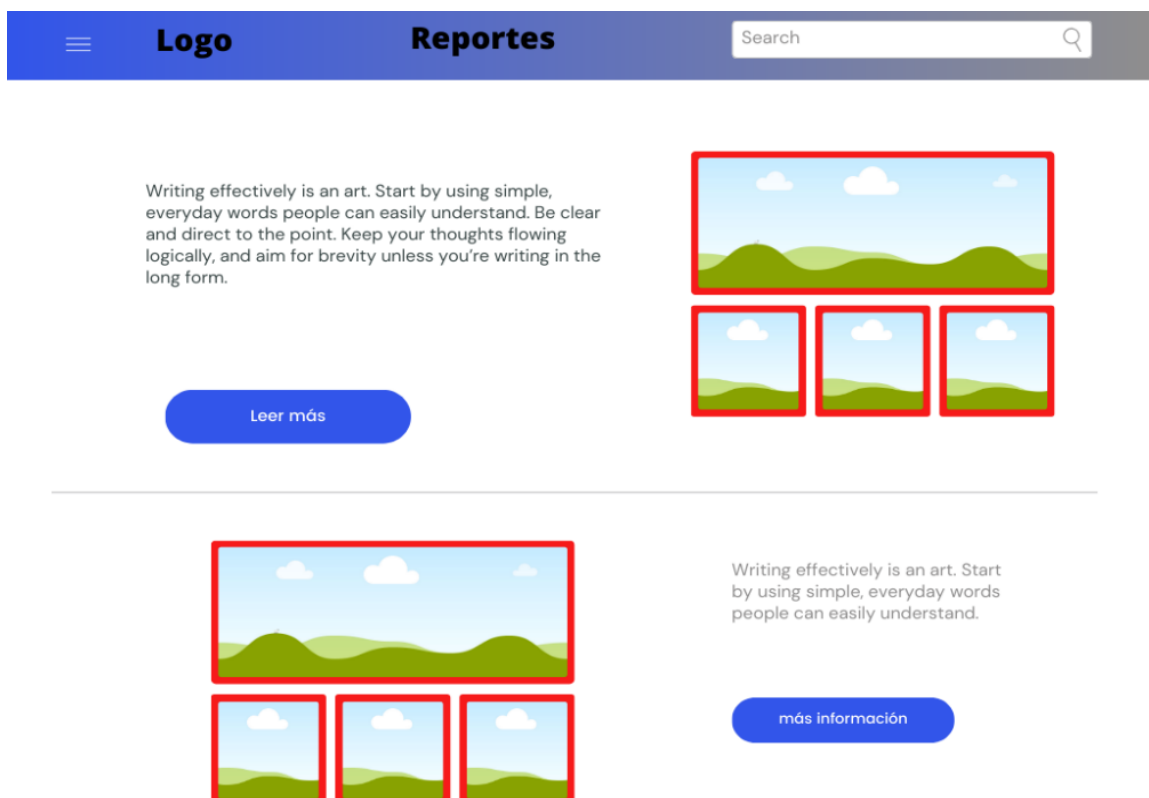 Logo
Reportes
Search
Writing effectively is an art. Start by using simple,
everyday words people can easily understand. Be clear
and direct to the point. Keep your thoughts flowing
logically, and aim for brevity unless you're writing in the
long form.
Leer más
Writing effectively is an art. Start
by using simple, everyday words
people can easily understand.
más información